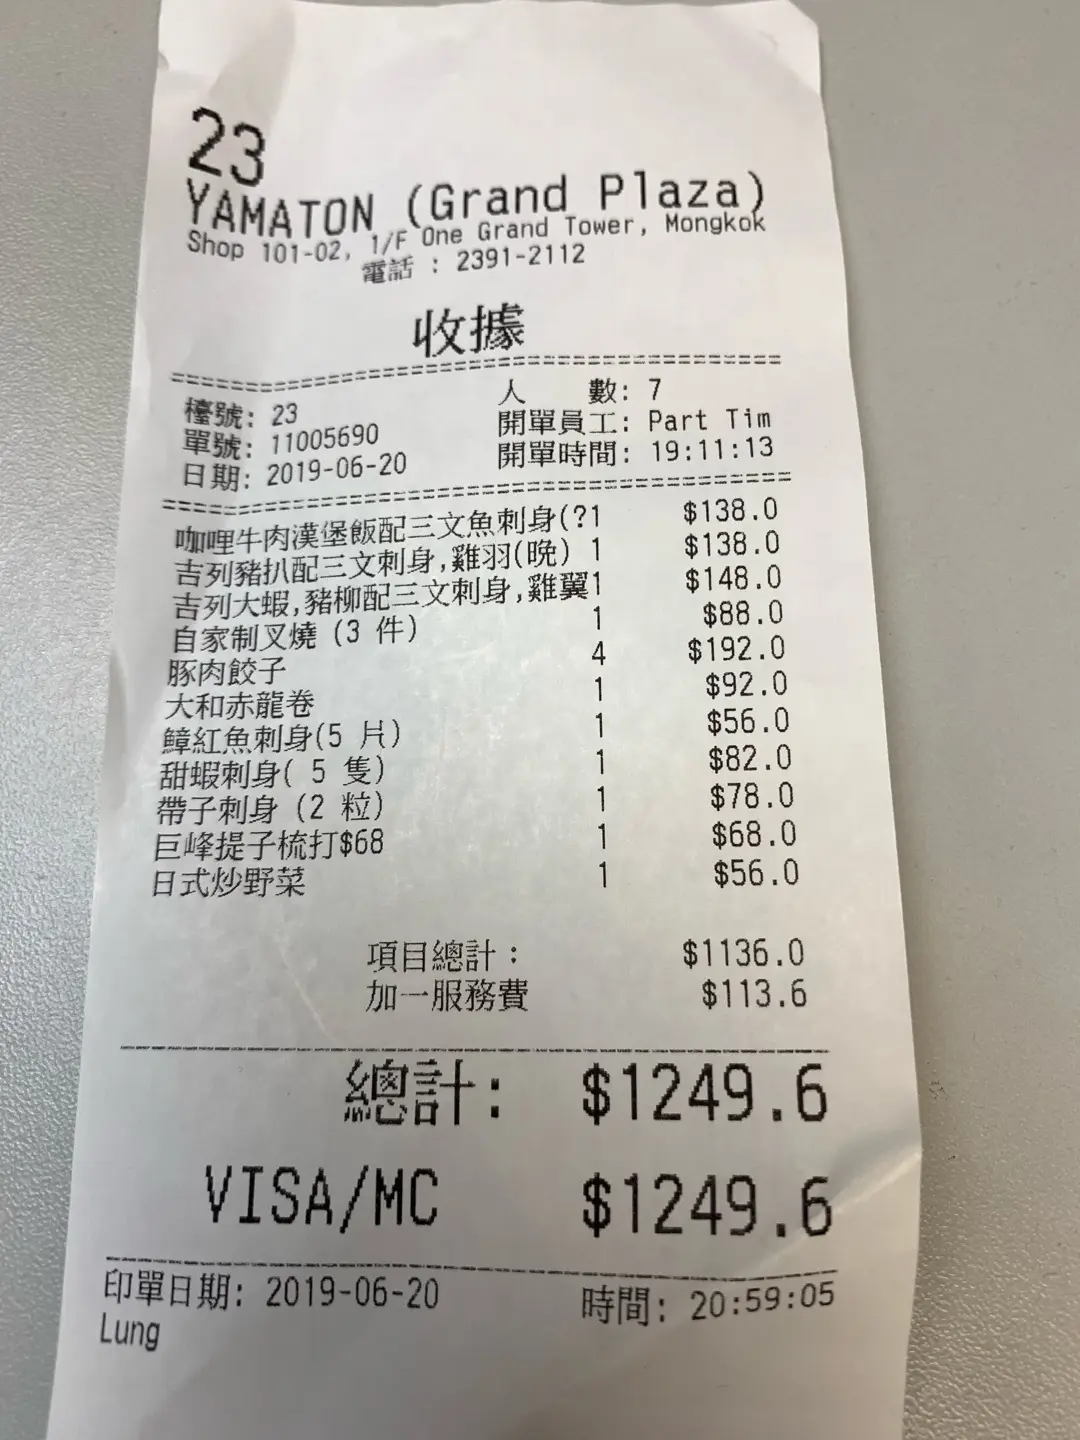 23
YAMATON (Grand Plaza)
Shop 101-02, 1/F One Grand Tower, Mongkok
電話 : 2391-2112
收據
檯號: 23 人 數: 7
單號: 11005690 開單員工: Part Tim
日期: 2019-06-20 開單時間: 19:11:13
咖哩牛肉漢堡飯配三文魚刺身(?1 $138.0
吉列豬扒配三文刺身,雞羽(晚) 1 $138.0
吉列大蝦,豬柳配三文刺身,雞翼1 $148.0
自家制叉燒 (3 件) 1 $88.0
豚肉餃子 4 $192.0
大和赤龍卷 1 $92.0
鱆紅魚刺身(5 片) 1 $56.0
甜蝦刺身( 5 隻) 1 $82.0
帶子刺身 (2 粒) 1 $78.0
巨峰提子梳打$68 1 $68.0
日式炒野菜 1 $56.0
項目總計: $1136.0
加一服務費 $113.6
總計: $1249.6
VISA/MC $1249.6
印單日期: 2019-06-20 時間: 20:59:05
Lung